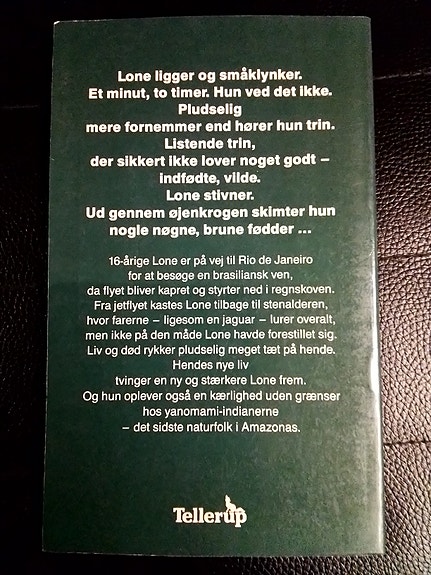 Lone ligger og småklynker.
Et minut, to timer. Hun ved det ikke.
Pludselig
mere fornemmer end hører hun trin.
Listende trin,
der sikkert ikke lover noget godt –
indfødte, vilde.
Lone stivner.
Ud gennem øjenkrogen skimter hun
nogle nøgne, brune fødder ...
16-årige Lone er på vej til Rio de Janeiro
for at besøge en brasiliansk ven,
da flyet bliver kapret og styrter ned i regnskoven.
Fra jetflyet kastes Lone tilbage til stenalderen,
hvor farerne – ligesom en jaguar – lurer overalt,
men ikke på den måde Lone havde forestillet sig.
Liv og død rykker pludselig meget tæt på hende.
Hendes nye liv
tvinger en ny og stærkere Lone frem.
Og hun oplever også en kærlighed uden grænser
hos yanomami-indianerne
– det sidste naturfolk i Amazonas.
Tellerup